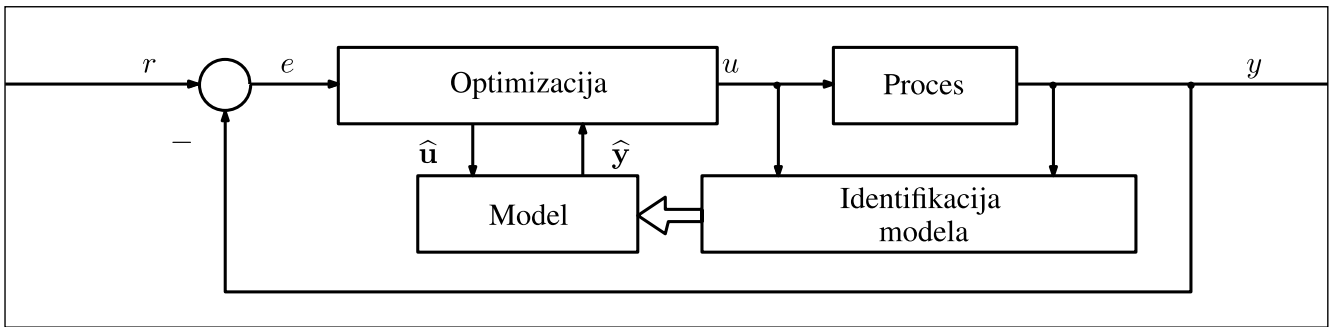 r
e
Optimizacija
u
Proces
y
−
û
ŷ
Model
Identifikacija
modela